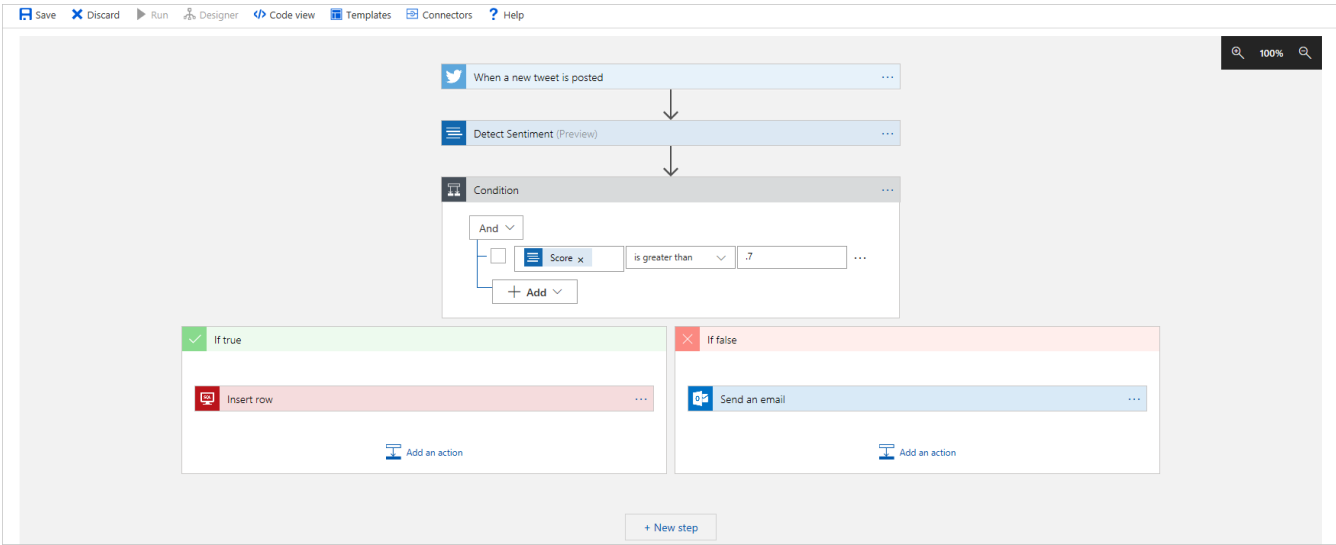 Save Discard Run Designer Code view Templates Connectors ? Help
100%
When a new tweet is posted ...
Detect Sentiment (Preview) ...
Condition ...
And
Score x is greater than .7 ...
+ Add
If true
If false
SQL Insert row ...
Send an email ...
Add an action
Add an action
+ New step